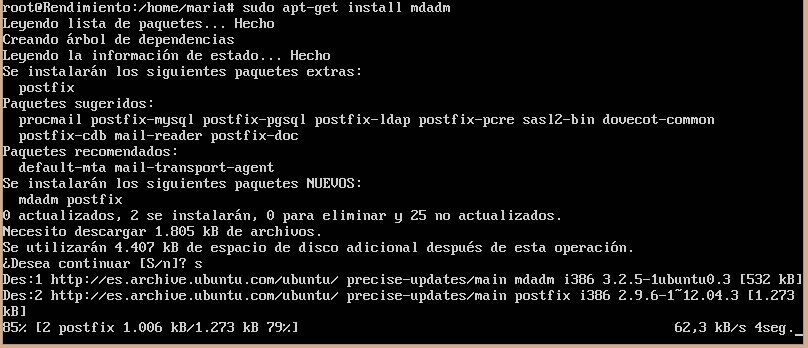 root@Rendimiento:/home/maria# sudo apt-get install mdadm
Leyendo lista de paquetes... Hecho
Creando árbol de dependencias
Leyendo la información de estado... Hecho
Se instalarán los siguientes paquetes extras:
  postfix
Paquetes sugeridos:
  procmail postfix-mysql postfix-pgsql postfix-ldap postfix-pcre sasl2-bin dovecot-common
  postfix-cdb mail-reader postfix-doc
Paquetes recomendados:
  default-mta mail-transport-agent
Se instalarán los siguientes paquetes NUEVOS:
  mdadm postfix
0 actualizados, 2 se instalarán, 0 para eliminar y 25 no actualizados.
Necesito descargar 1.805 kB de archivos.
Se utilizarán 4.407 kB de espacio de disco adicional después de esta operación.
¿Desea continuar [S/n]? s
Des:1 http://es.archive.ubuntu.com/ubuntu/ precise-updates/main mdadm i386 3.2.5-1ubuntu0.3 [532 kB]
Des:2 http://es.archive.ubuntu.com/ubuntu/ precise-updates/main postfix i386 2.9.6-1~12.04.3 [1.273
kB]
85% [2 postfix 1.006 kB/1.273 kB 79%] 62,3 kB/s 4seg._